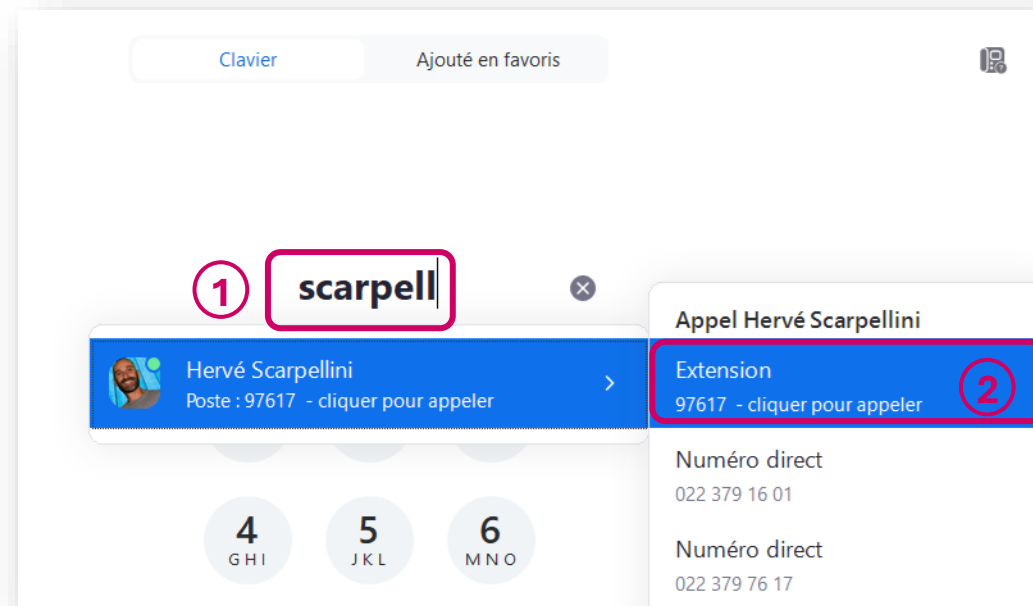 Clavier
Ajouté en favoris
1
scarpell
Hervé Scarpellini
Poste : 97617 - cliquer pour appeler
Appel Hervé Scarpellini
Extension
97617 - cliquer pour appeler
2
Numéro direct
022 379 16 01
Numéro direct
022 379 76 17
4
GHI
5
JKL
6
MNO